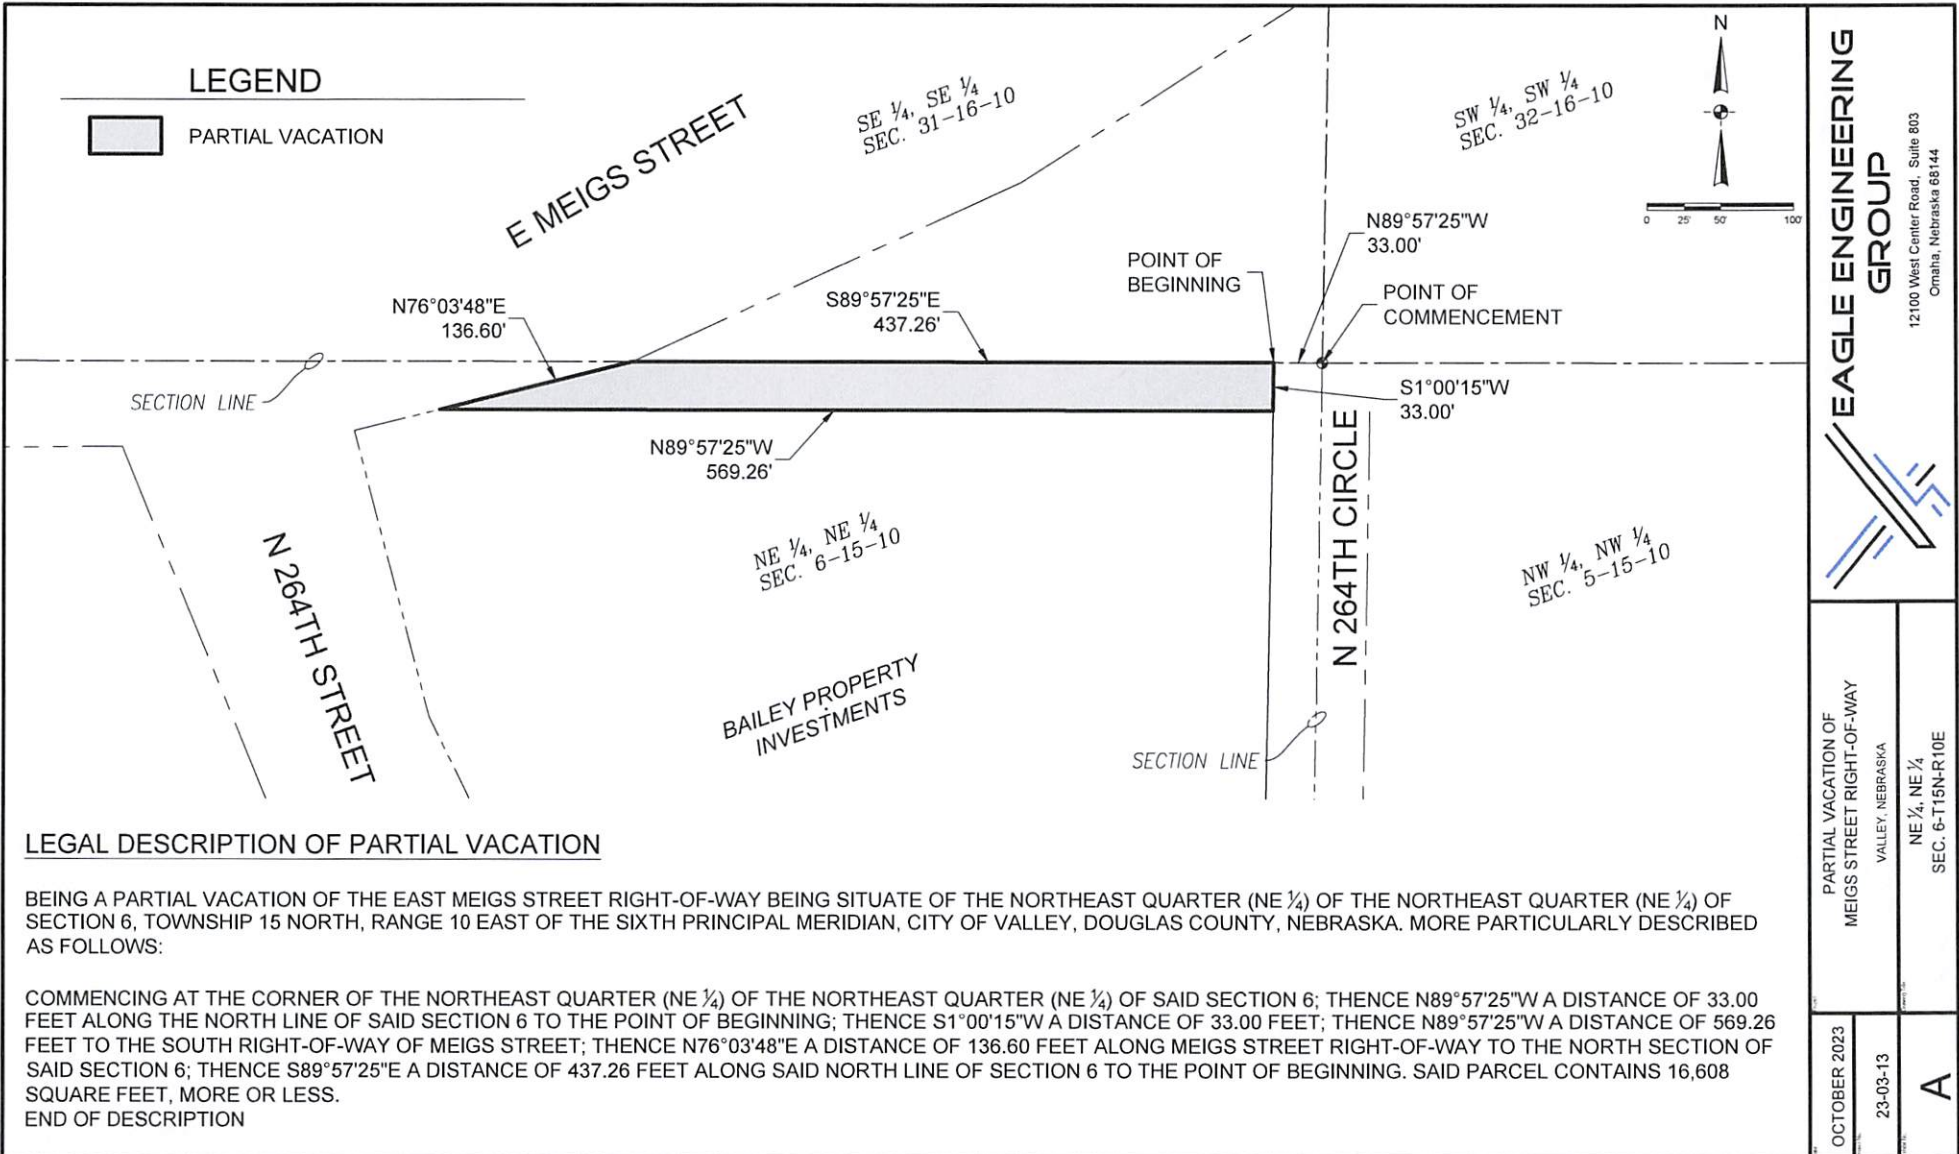 LEGEND
PARTIAL VACATION
E MEIGS STREET
SE ¼, SE ¼
SEC. 31-16-10
SW ¼, SW ¼
SEC. 32-16-10
N
0 25' 50' 100'
N89°57'25"W
33.00'
POINT OF
BEGINNING
POINT OF
COMMENCEMENT
N76°03'48"E
136.60'
S89°57'25"E
437.26'
SECTION LINE
S1°00'15"W
33.00'
N89°57'25"W
569.26'
N 264TH STREET
NE ¼, NE ¼
SEC. 6-15-10
N 264TH CIRCLE
NW ¼, NW ¼
SEC. 5-15-10
BAILEY PROPERTY
INVESTMENTS
SECTION LINE
LEGAL DESCRIPTION OF PARTIAL VACATION
BEING A PARTIAL VACATION OF THE EAST MEIGS STREET RIGHT-OF-WAY BEING SITUATE OF THE NORTHEAST QUARTER (NE ¼) OF THE NORTHEAST QUARTER (NE ¼) OF
SECTION 6, TOWNSHIP 15 NORTH, RANGE 10 EAST OF THE SIXTH PRINCIPAL MERIDIAN, CITY OF VALLEY, DOUGLAS COUNTY, NEBRASKA. MORE PARTICULARLY DESCRIBED
AS FOLLOWS:
COMMENCING AT THE CORNER OF THE NORTHEAST QUARTER (NE ¼) OF THE NORTHEAST QUARTER (NE ¼) OF SAID SECTION 6; THENCE N89°57'25"W A DISTANCE OF 33.00
FEET ALONG THE NORTH LINE OF SAID SECTION 6 TO THE POINT OF BEGINNING; THENCE S1°00'15"W A DISTANCE OF 33.00 FEET; THENCE N89°57'25"W A DISTANCE OF 569.26
FEET TO THE SOUTH RIGHT-OF-WAY OF MEIGS STREET; THENCE N76°03'48"E A DISTANCE OF 136.60 FEET ALONG MEIGS STREET RIGHT-OF-WAY TO THE NORTH SECTION OF
SAID SECTION 6; THENCE S89°57'25"E A DISTANCE OF 437.26 FEET ALONG SAID NORTH LINE OF SECTION 6 TO THE POINT OF BEGINNING. SAID PARCEL CONTAINS 16,608
SQUARE FEET, MORE OR LESS.
END OF DESCRIPTION
EAGLE ENGINEERING
GROUP
12100 West Center Road, Suite 803
Omaha, Nebraska 68144
PARTIAL VACATION OF
MEIGS STREET RIGHT-OF-WAY
VALLEY, NEBRASKA
NE ¼, NE ¼
SEC. 6-T15N-R10E
OCTOBER 2023
23-03-13
A